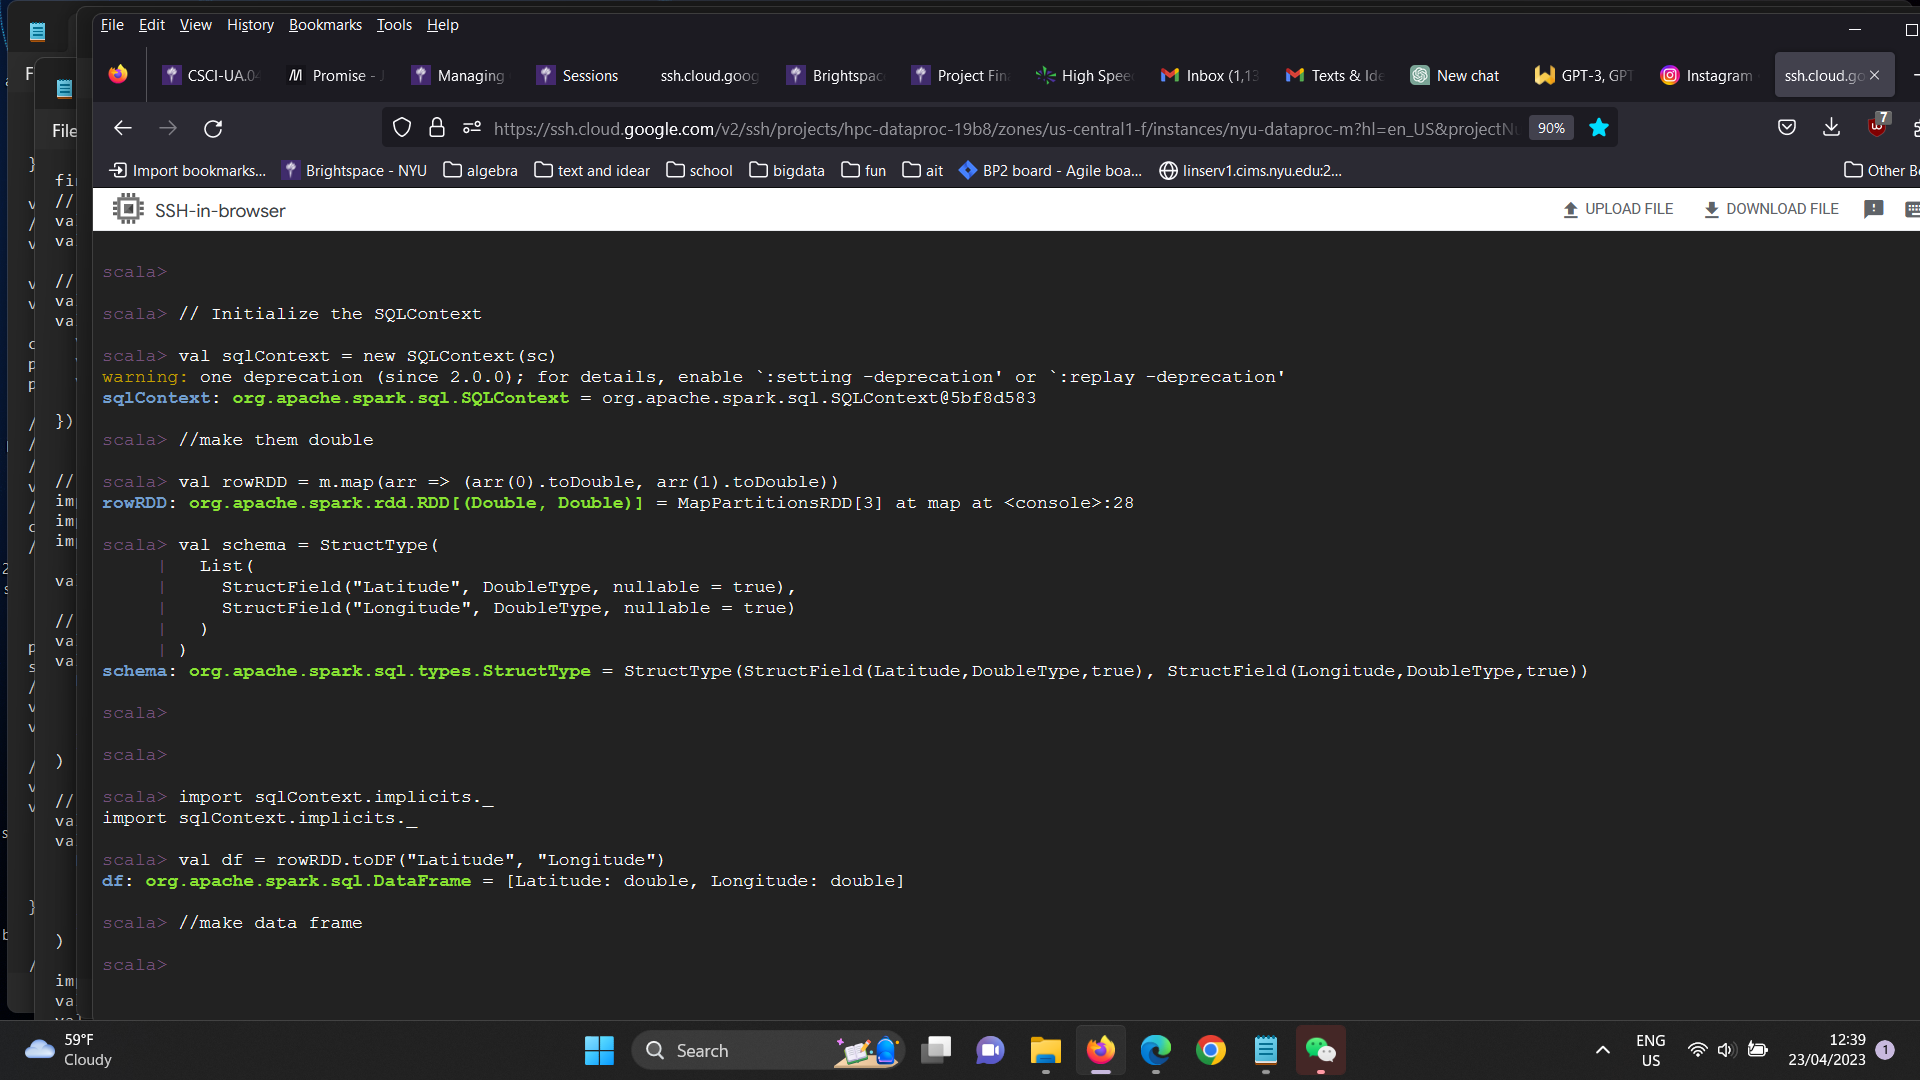 File Edit View History Bookmarks Tools Help
CSCI-UA.04 Promise - J Managing Sessions ssh.cloud.goog Brightspac Project Fin High Spee Inbox (1,13 Texts & Ide New chat GPT-3, GPT Instagram ssh.cloud.go
https://ssh.cloud.google.com/v2/ssh/projects/hpc-dataproc-19b8/zones/us-central1-f/instances/nyu-dataproc-m?hl=en_US&projectNu 90% 7
Import bookmarks... Brightspace - NYU algebra text and idear school bigdata fun ait BP2 board - Agile boa... linserv1.cims.nyu.edu:2... Other B
SSH-in-browser UPLOAD FILE DOWNLOAD FILE
File
scala>
scala> // Initialize the SQLContext
scala> val sqlContext = new SQLContext(sc)
warning: one deprecation (since 2.0.0); for details, enable `:setting -deprecation' or `:replay -deprecation'
sqlContext: org.apache.spark.sql.SQLContext = org.apache.spark.sql.SQLContext@5bf8d583
scala> //make them double
scala> val rowRDD = m.map(arr => (arr(0).toDouble, arr(1).toDouble))
rowRDD: org.apache.spark.rdd.RDD[(Double, Double)] = MapPartitionsRDD[3] at map at <console>:28
scala> val schema = StructType(
| List(
| StructField("Latitude", DoubleType, nullable = true),
| StructField("Longitude", DoubleType, nullable = true)
| )
| )
schema: org.apache.spark.sql.types.StructType = StructType(StructField(Latitude,DoubleType,true), StructField(Longitude,DoubleType,true))
scala>
scala>
scala> import sqlContext.implicits._
import sqlContext.implicits._
scala> val df = rowRDD.toDF("Latitude", "Longitude")
df: org.apache.spark.sql.DataFrame = [Latitude: double, Longitude: double]
scala> //make data frame
scala>
59°F
Cloudy
Search
ENG
US
12:39
23/04/2023
1